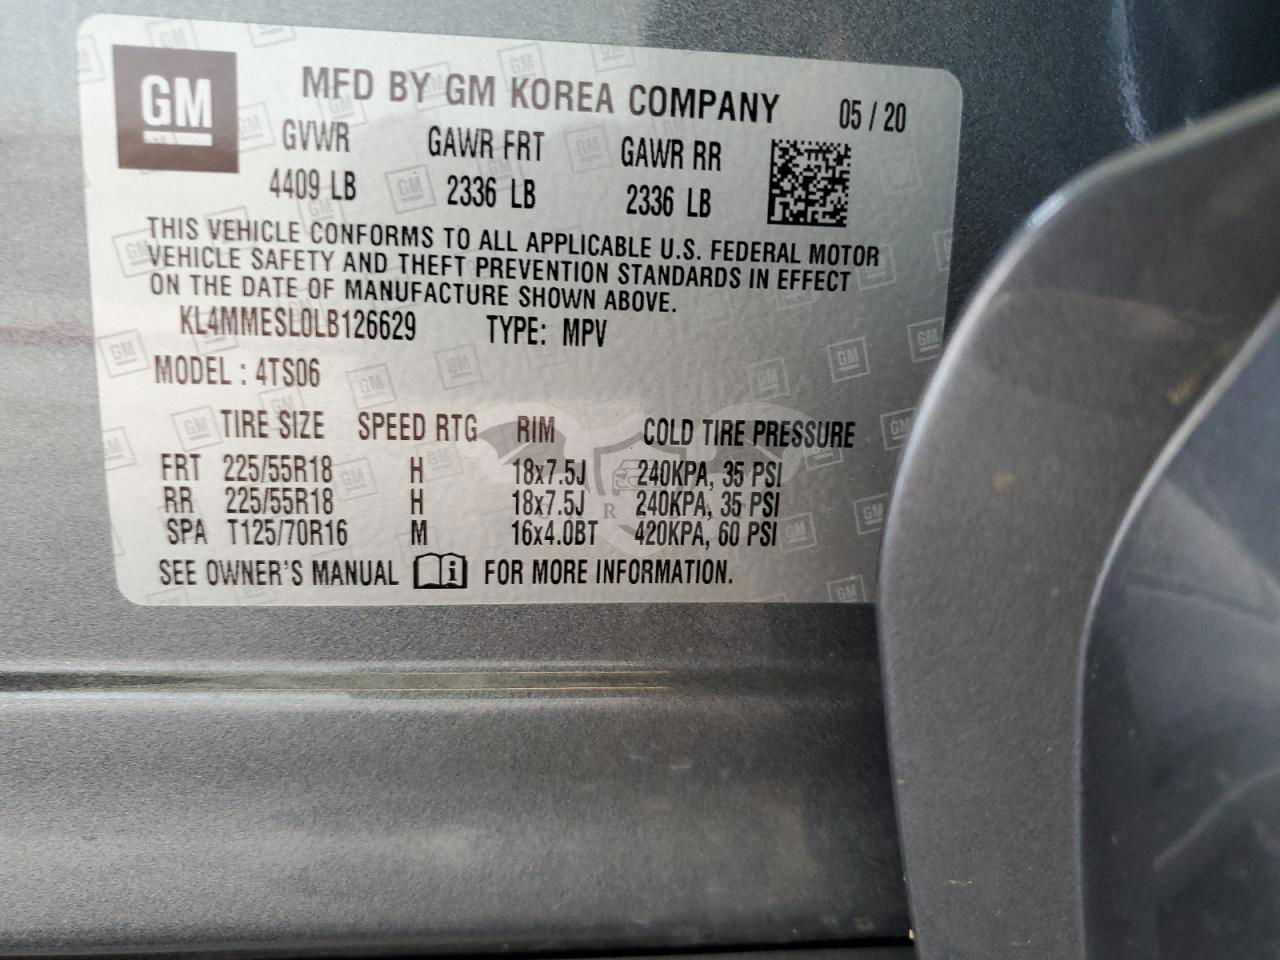 GM
MFD BY GM KOREA COMPANY 05 / 20
GVWR GAWR FRT GAWR RR
4409 LB 2336 LB 2336 LB
THIS VEHICLE CONFORMS TO ALL APPLICABLE U.S. FEDERAL MOTOR
VEHICLE SAFETY AND THEFT PREVENTION STANDARDS IN EFFECT
ON THE DATE OF MANUFACTURE SHOWN ABOVE.
KL4MMESL0LB126629 TYPE: MPV
MODEL : 4TS06
TIRE SIZE SPEED RTG RIM COLD TIRE PRESSURE
FRT 225/55R18 H 18x7.5J 240KPA, 35 PSI
RR 225/55R18 H 18x7.5J 240KPA, 35 PSI
SPA T125/70R16 M 16x4.0BT 420KPA, 60 PSI
SEE OWNER'S MANUAL i FOR MORE INFORMATION.